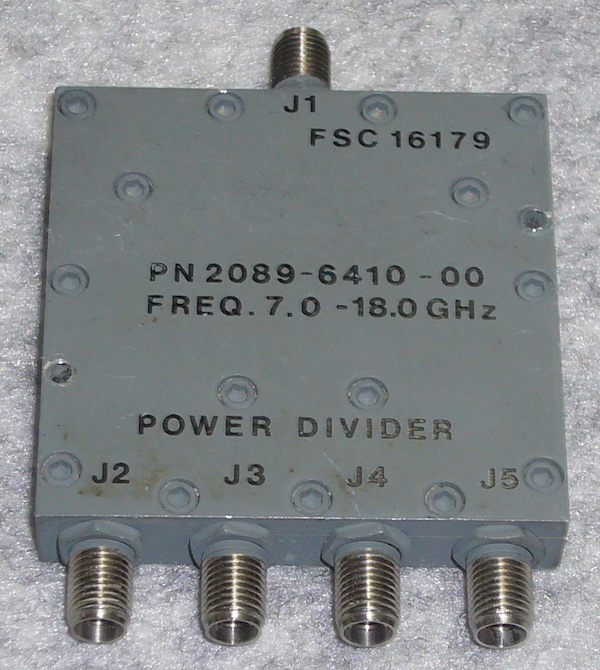 J1
FSC 16179
PN 2089-6410-00
FREQ. 7.0 -18.0 GHz
POWER DIVIDER
J2 J3 J4 J5